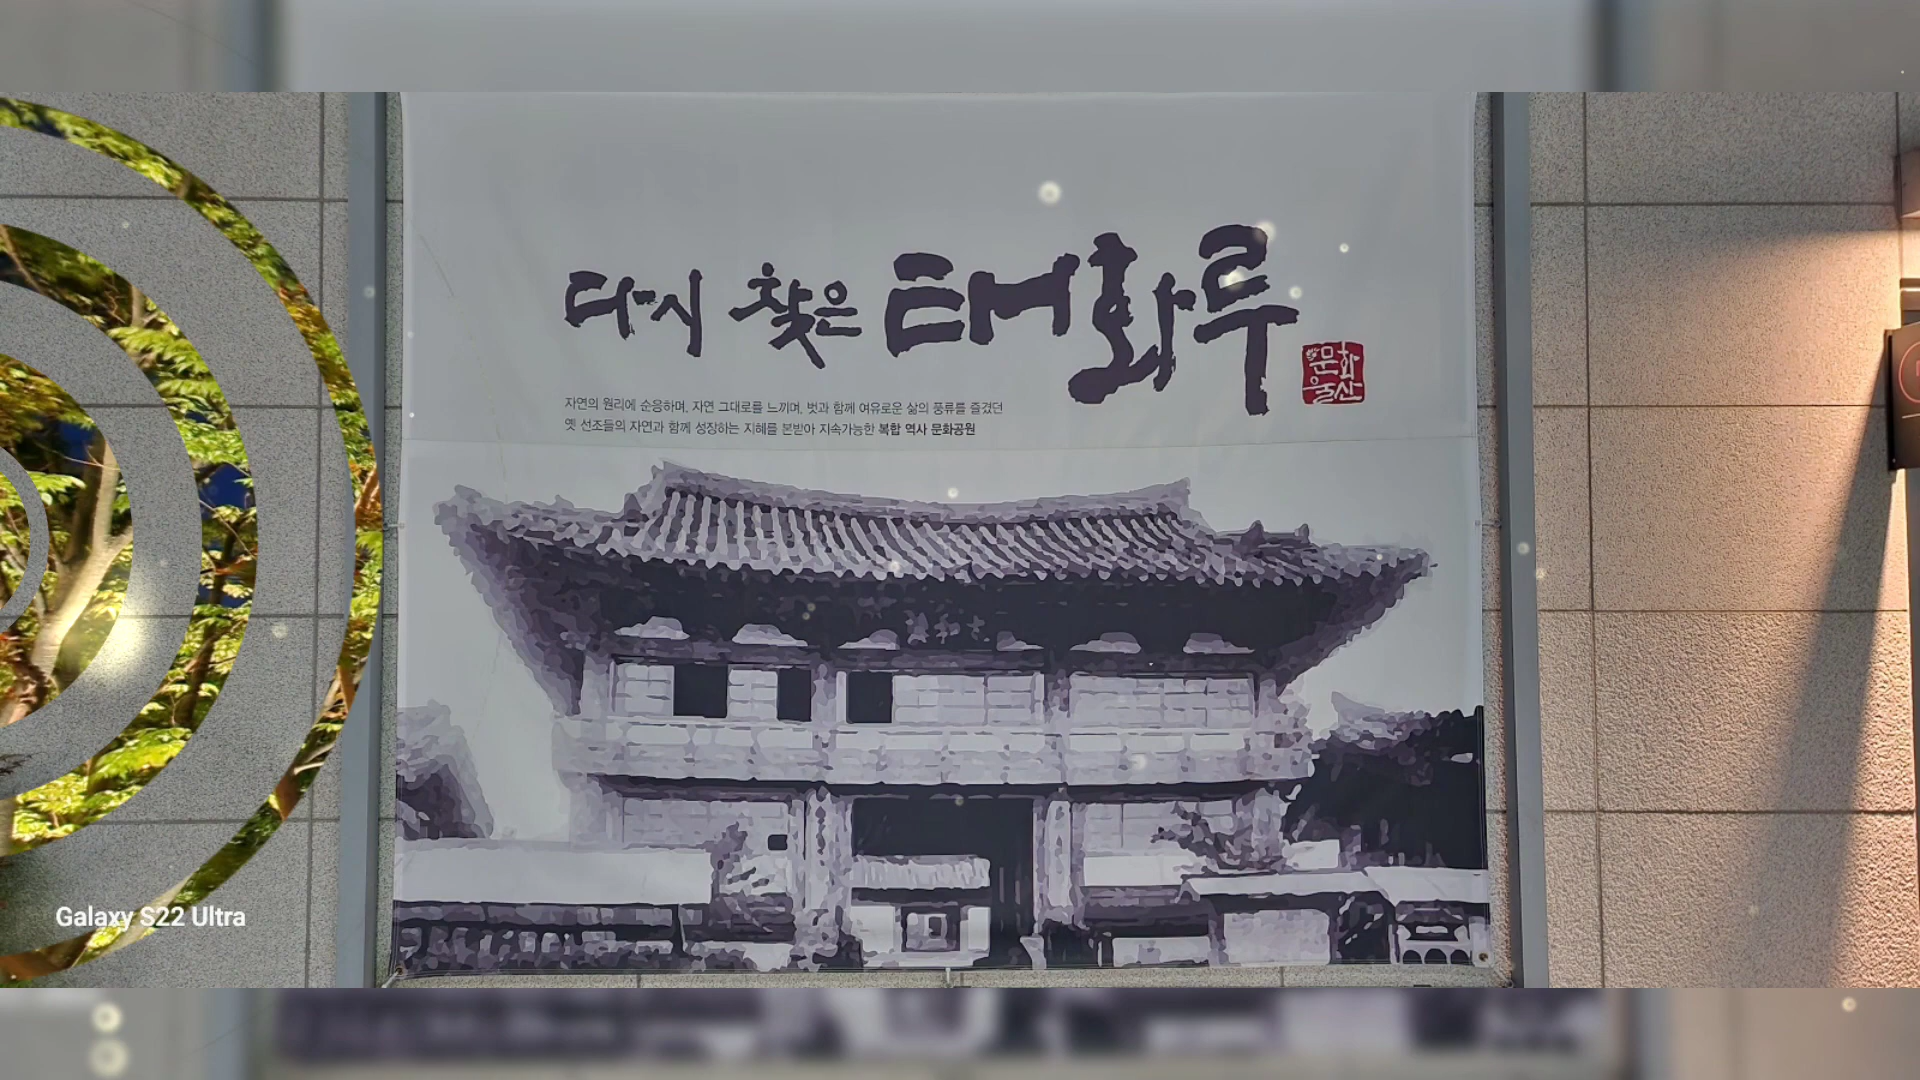 다시 찾은 태화루
문화
울산
자연의 원리에 순응하며, 자연 그대로를 느끼며, 벗과 함께 여유로운 삶의 풍류를 즐겼던
옛 선조들의 자연과 함께 성장하는 지혜를 본받아 지속가능한 복합 역사 문화공원
Galaxy S22 Ultra